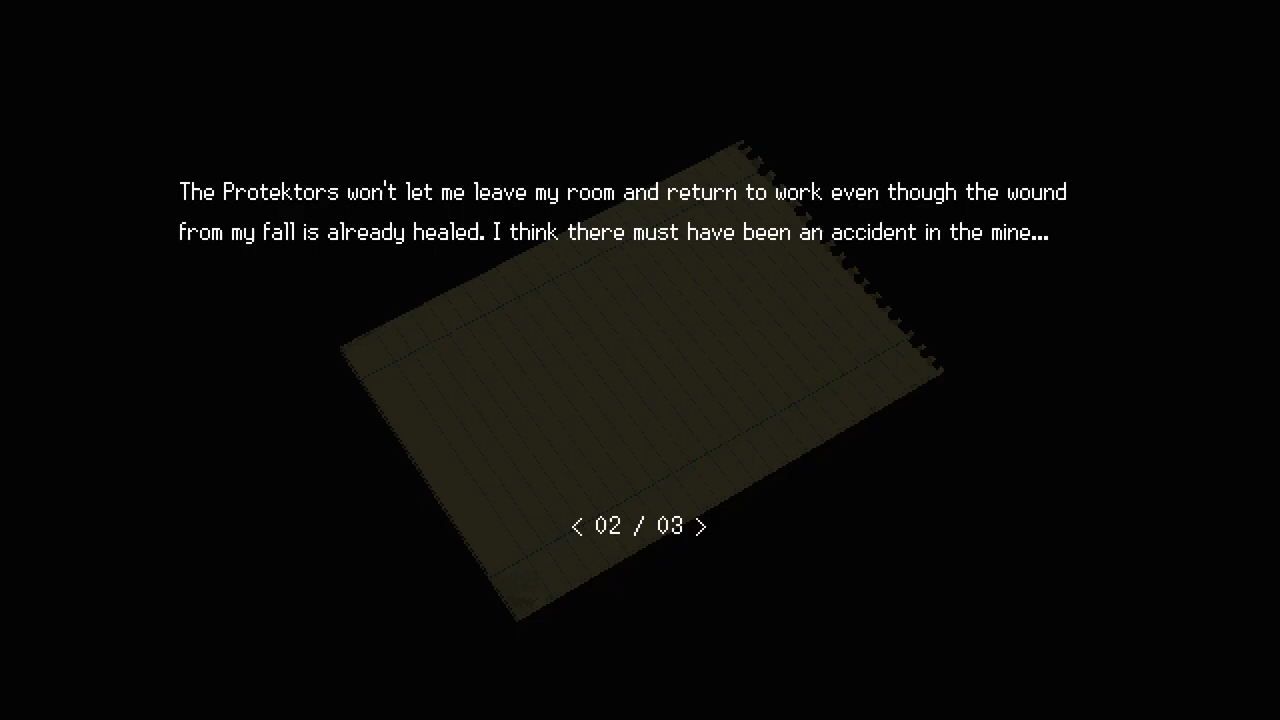 The Protektors won't let me leave my room and return to work even though the wound
from my fall is already healed. I think there must have been an accident in the mine...
< 02 / 03 >